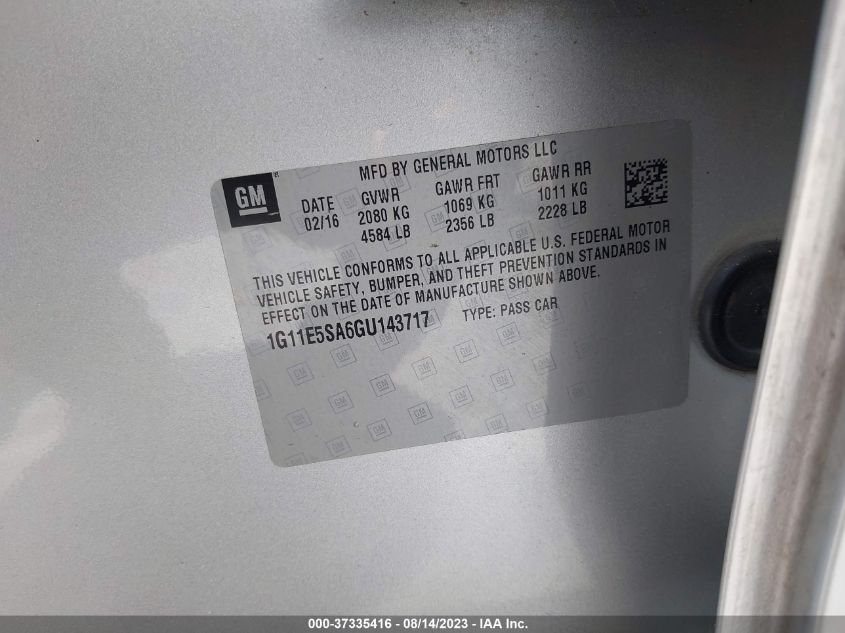 MFD BY GENERAL MOTORS LLC
GM
DATE GVWR GAWR FRT GAWR RR
02/16 2080 KG 1069 KG 1011 KG
4584 LB 2356 LB 2228 LB
THIS VEHICLE CONFORMS TO ALL APPLICABLE U.S. FEDERAL MOTOR
VEHICLE SAFETY, BUMPER, AND THEFT PREVENTION STANDARDS IN
EFFECT ON THE DATE OF MANUFACTURE SHOWN ABOVE.
1G11E5SA6GU143717 TYPE: PASS CAR
000-37335416 - 08/14/2023 - IAA Inc.